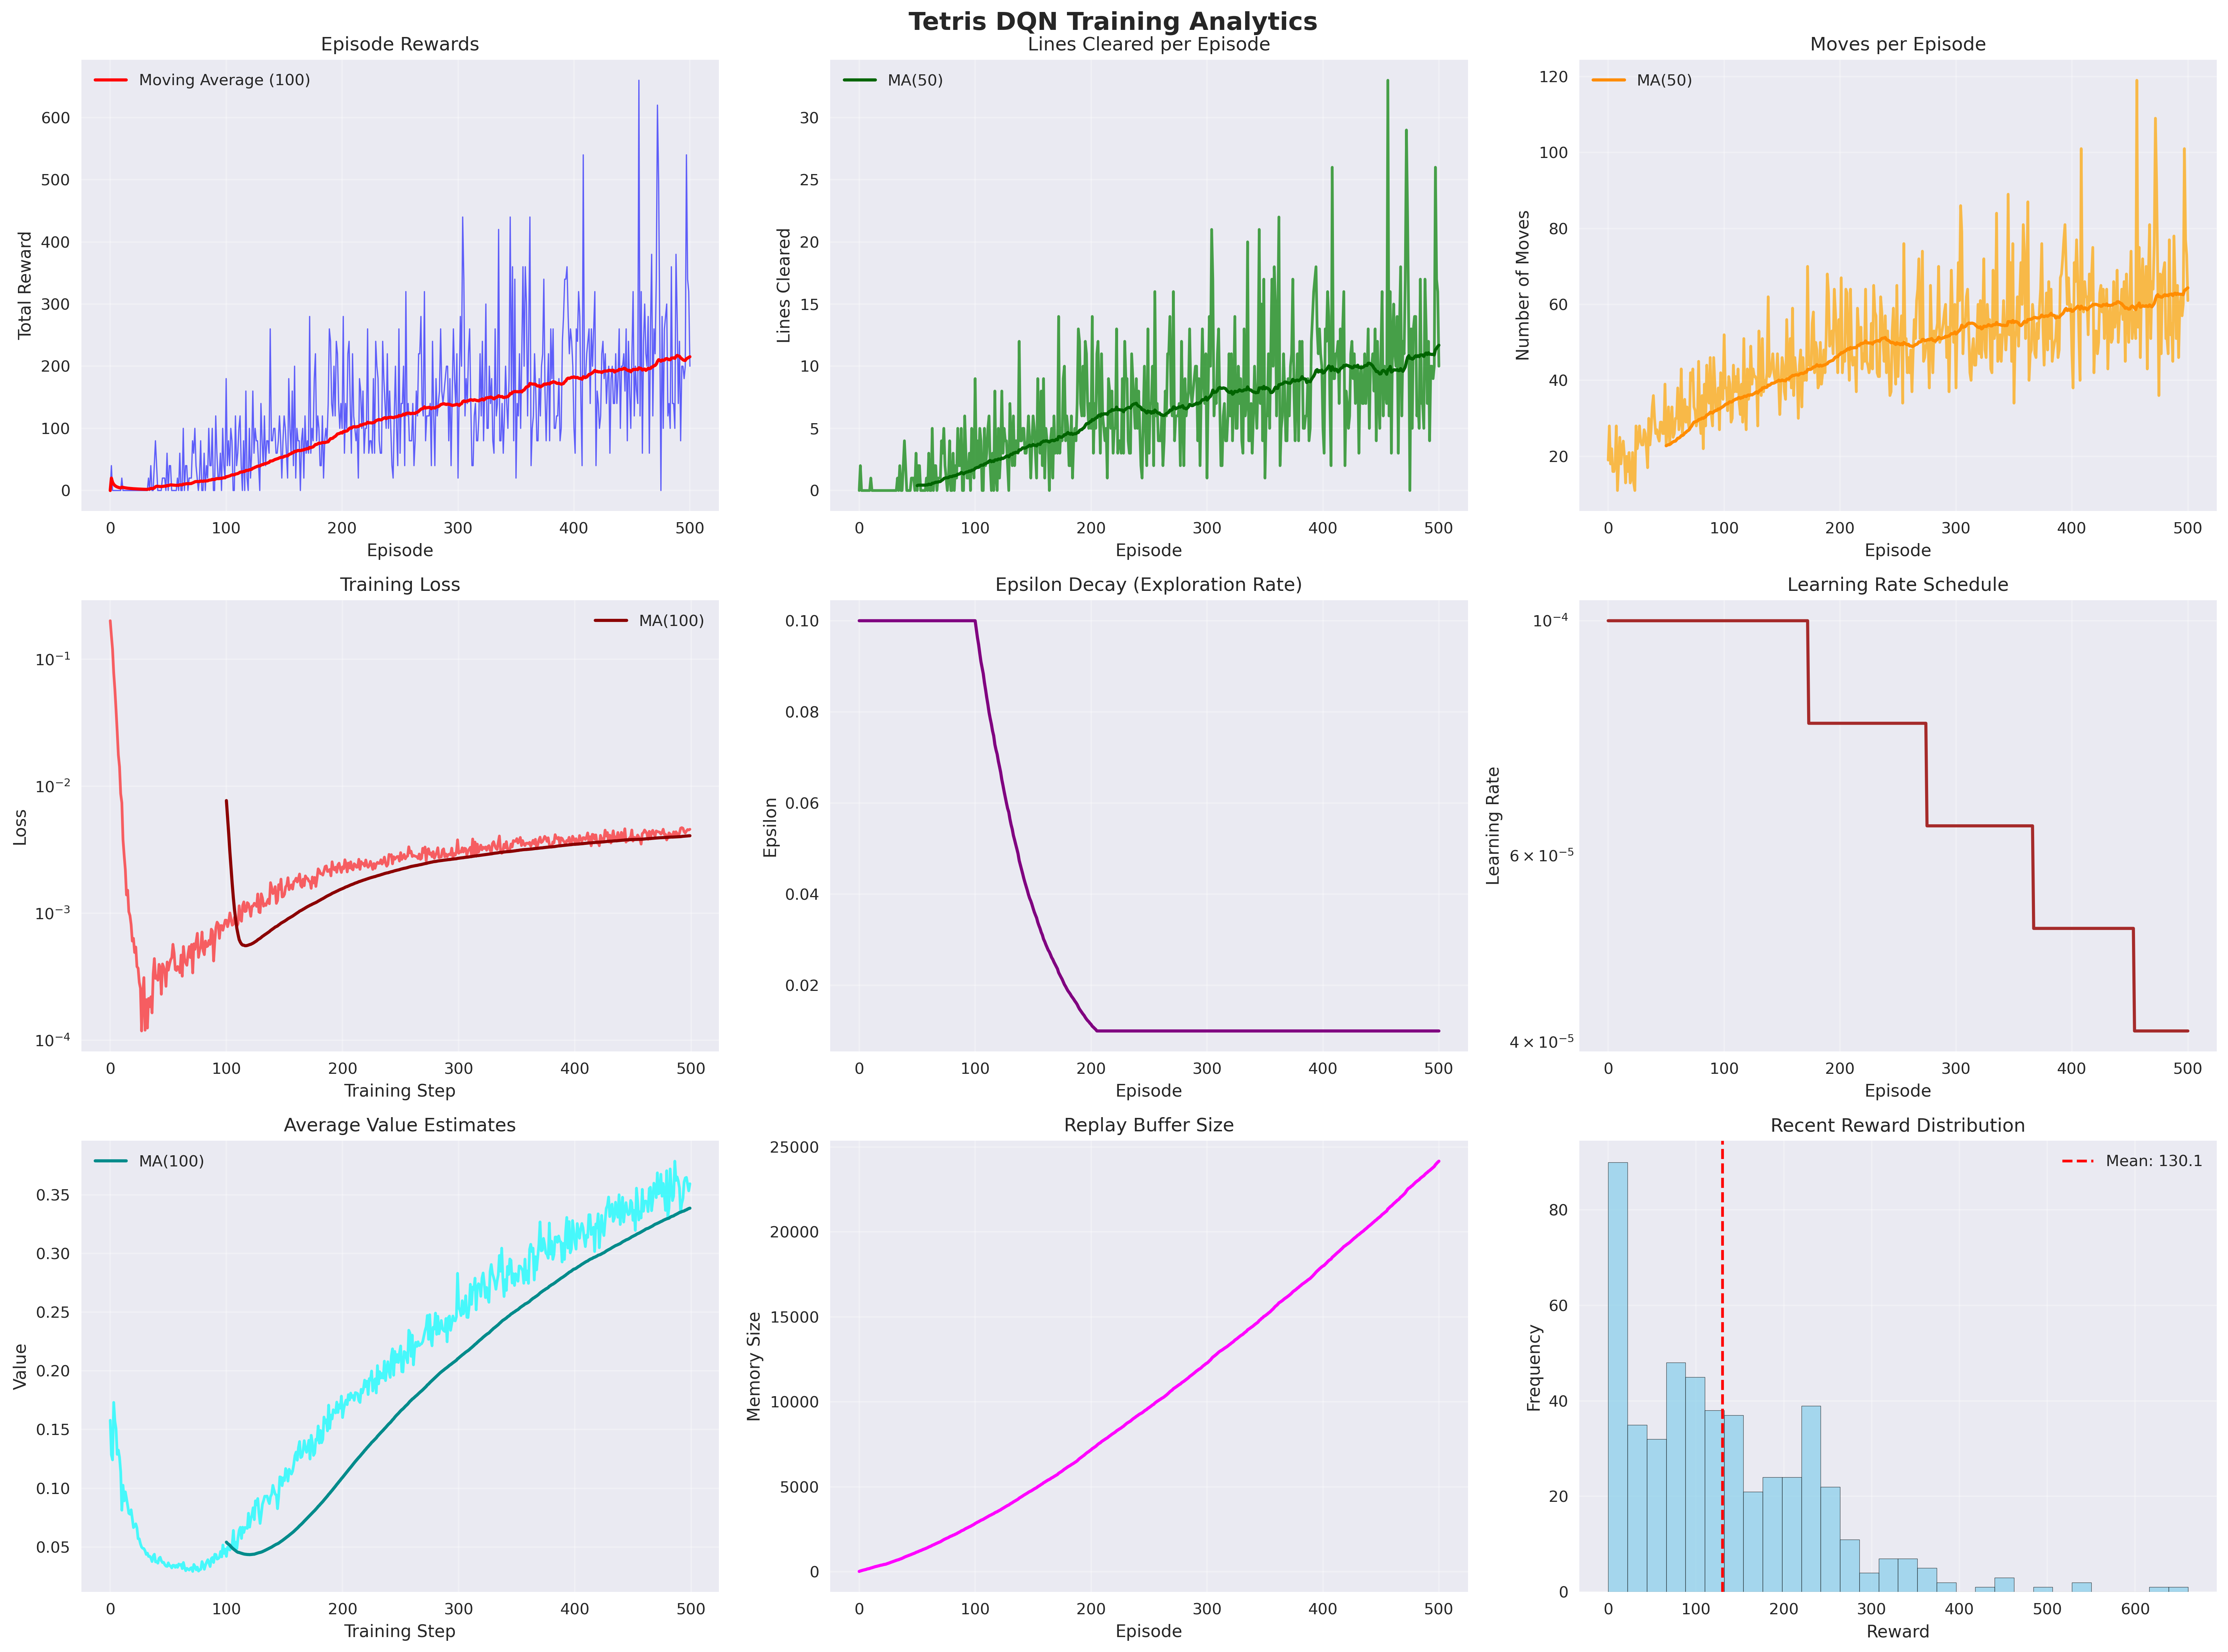 Tetris DQN Training Analytics
Episode Rewards
Moving Average (100)
Total Reward
600
500
400
300
200
100
0
0 100 200 300 400 500
Episode
Lines Cleared per Episode
MA(50)
Lines Cleared
30
25
20
15
10
5
0
0 100 200 300 400 500
Episode
Moves per Episode
MA(50)
Number of Moves
120
100
80
60
40
20
0 100 200 300 400 500
Episode
Training Loss
MA(100)
Loss
10⁻¹
10⁻²
10⁻³
10⁻⁴
0 100 200 300 400 500
Training Step
Epsilon Decay (Exploration Rate)
Epsilon
0.10
0.08
0.06
0.04
0.02
0 100 200 300 400 500
Episode
Learning Rate Schedule
Learning Rate
10⁻⁴
6 × 10⁻⁵
4 × 10⁻⁵
0 100 200 300 400 500
Episode
Average Value Estimates
MA(100)
Value
0.35
0.30
0.25
0.20
0.15
0.10
0.05
0 100 200 300 400 500
Training Step
Replay Buffer Size
Memory Size
25000
20000
15000
10000
5000
0
0 100 200 300 400 500
Episode
Recent Reward Distribution
Mean: 130.1
Frequency
80
60
40
20
0
0 100 200 300 400 500 600
Reward